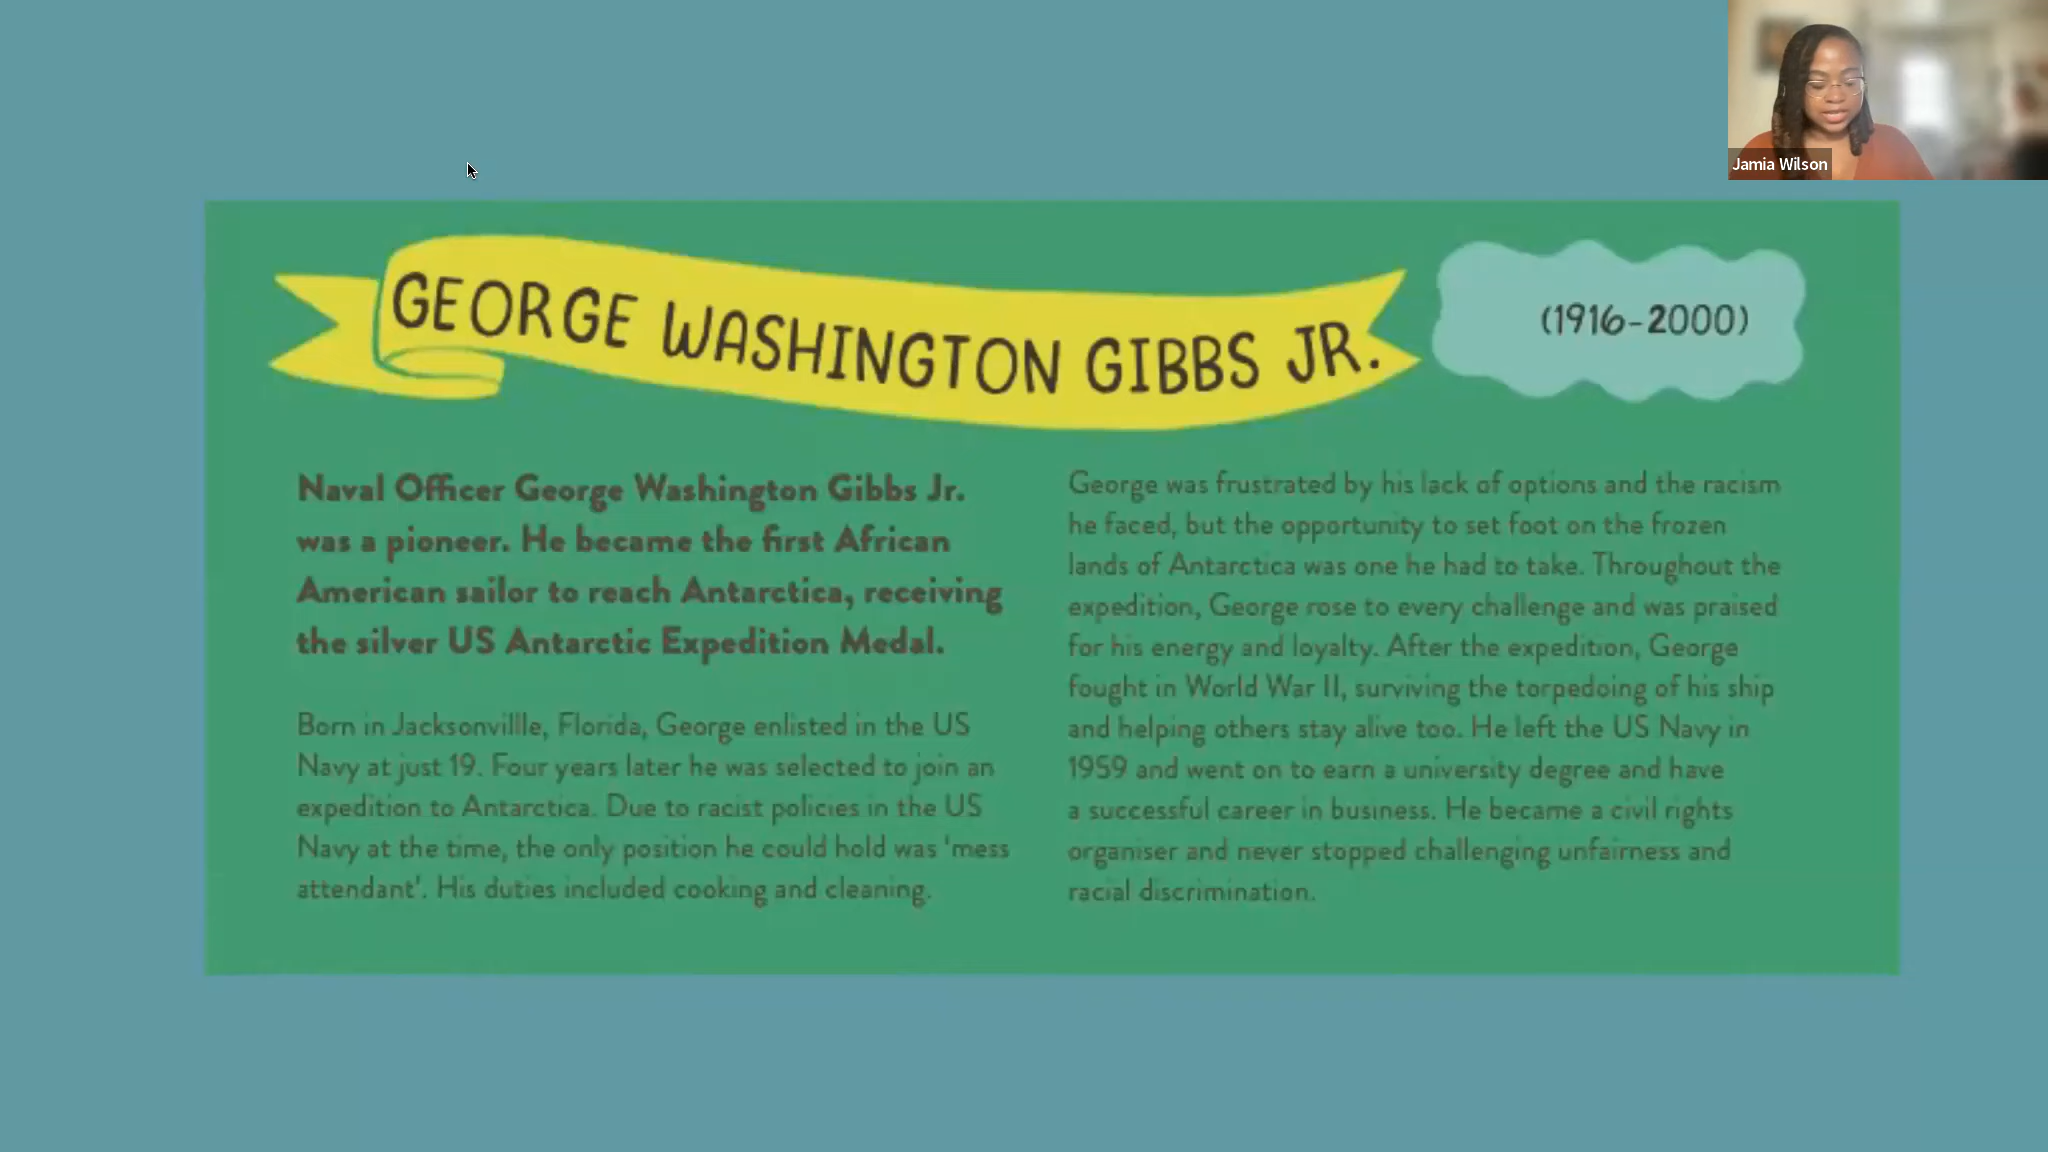 Jamia Wilson
GEORGE WASHINGTON GIBBS JR.
(1916-2000)
Naval Officer George Washington Gibbs Jr.
was a pioneer. He became the first African
American sailor to reach Antarctica, receiving
the silver US Antarctic Expedition Medal.
Born in Jacksonvillle, Florida, George enlisted in the US
Navy at just 19. Four years later he was selected to join an
expedition to Antarctica. Due to racist policies in the US
Navy at the time, the only position he could hold was 'mess
attendant'. His duties included cooking and cleaning.
George was frustrated by his lack of options and the racism
he faced, but the opportunity to set foot on the frozen
lands of Antarctica was one he had to take. Throughout the
expedition, George rose to every challenge and was praised
for his energy and loyalty. After the expedition, George
fought in World War II, surviving the torpedoing of his ship
and helping others stay alive too. He left the US Navy in
1959 and went on to earn a university degree and have
a successful career in business. He became a civil rights
organiser and never stopped challenging unfairness and
racial discrimination.